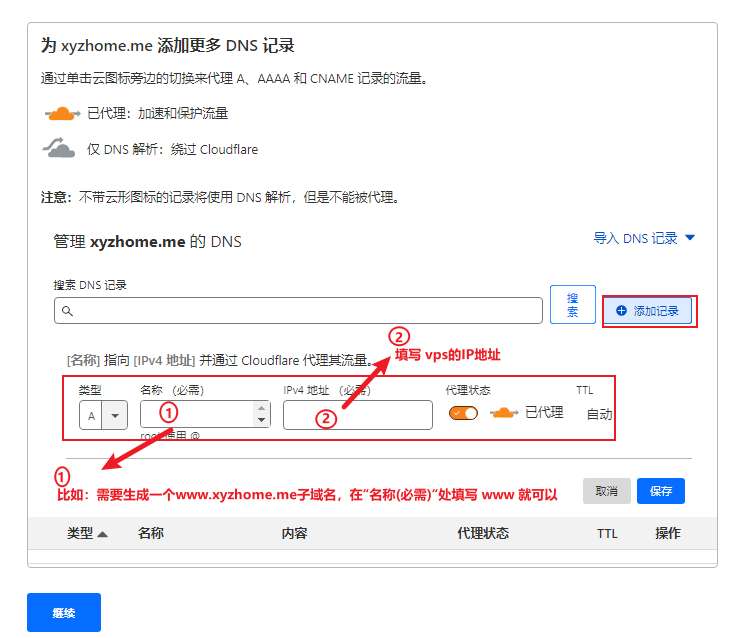 为 xyzhome.me 添加更多 DNS 记录
通过单击云图标旁边的切换来代理 A、AAAA 和 CNAME 记录的流量。
已代理：加速和保护流量
仅 DNS 解析：绕过 Cloudflare
注意：不带云形图标的记录将使用 DNS 解析，但是不能被代理。
管理 xyzhome.me 的 DNS
导入 DNS 记录
搜索 DNS 记录
搜索
添加记录
②
填写 vps的IP地址
[名称] 指向 [IPv4 地址] 并通过 Cloudflare 代理其流量。
类型 名称 （必需） IPv4 地址 （必需） 代理状态 TTL
A ① ② 已代理 自动
root 使用 @
①
比如：需要生成一个www.xyzhome.me子域名，在“名称(必需)”处填写 www 就可以
取消 保存
类型 名称 内容 代理状态 TTL 操作
继续